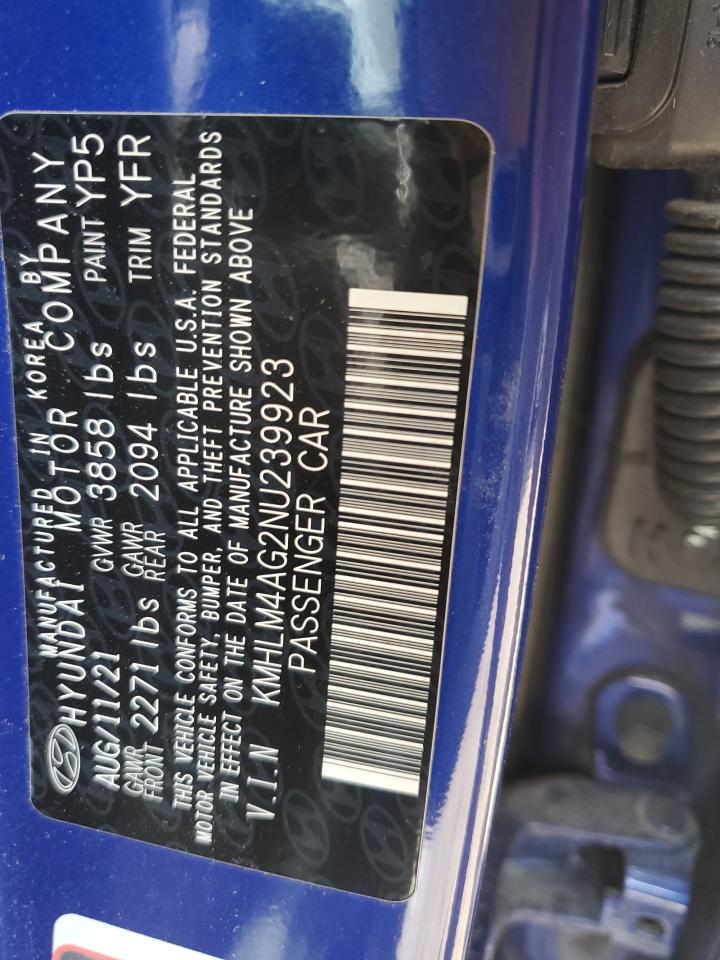 MANUFACTURED IN KOREA BY
HYUNDAI MOTOR COMPANY
AUG/11/21 GVWR 3858 lbs PAINT YP5
GAWR FRONT 2271 lbs GAWR REAR 2094 lbs TRIM YFR
THIS VEHICLE CONFORMS TO ALL APPLICABLE U.S.A. FEDERAL
MOTOR VEHICLE SAFETY, BUMPER, AND THEFT PREVENTION STANDARDS
IN EFFECT ON THE DATE OF MANUFACTURE SHOWN ABOVE
V.I.N KMHLM4AG2NU239923
PASSENGER CAR